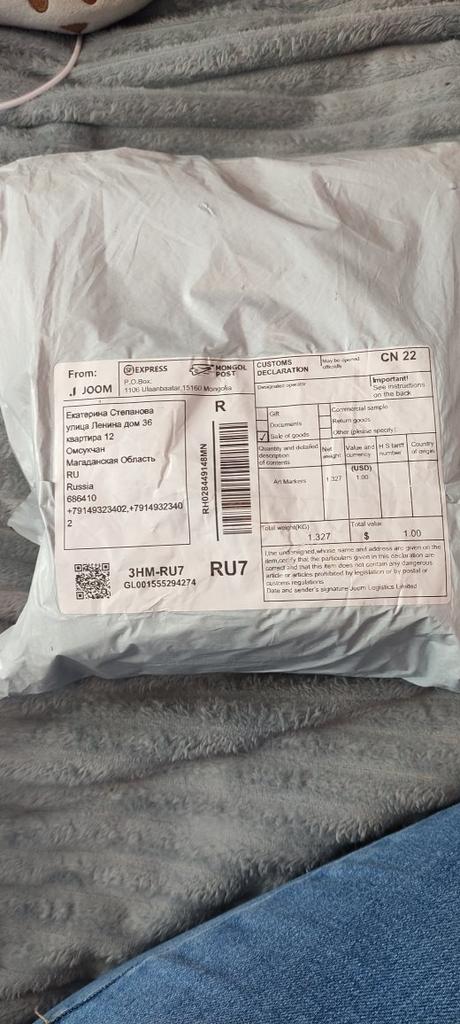 From:
JOOM
EXPRESS
MONGOL POST
P.O.Box:
1106 Ulaanbaatar, 15160 Mongolia
Екатерина Степанова
улица Ленина дом 36
квартира 12
Омсукчан
Магаданская Область
RU
Russia
686410
+79149323402,+7914932340
2
R
RH028449148MN
3HM-RU7
GL001555294274
RU7
CUSTOMS DECLARATION
May be opened officially
CN 22
Designated operator
Important!
See instructions
on the back
Gift
Commercial sample
Documents
Return goods
Sale of goods
Other (please specify):
Quantity and detailed description of contents
Net weight
Value and currency
H S tariff number
Country of origin
(USD)
Art Markers
1.327
1.00
Total weight(KG)
Total value
1.327
$ 1.00
I,the undersigned,whose name and address are given on the
item,certify that the particulars given in this declaration are
correct and that this item does not contain any dangerous
article or articles prohibited by legislation or by postal or
customs regulations
Date and sender's signature Joom Logistics Limited